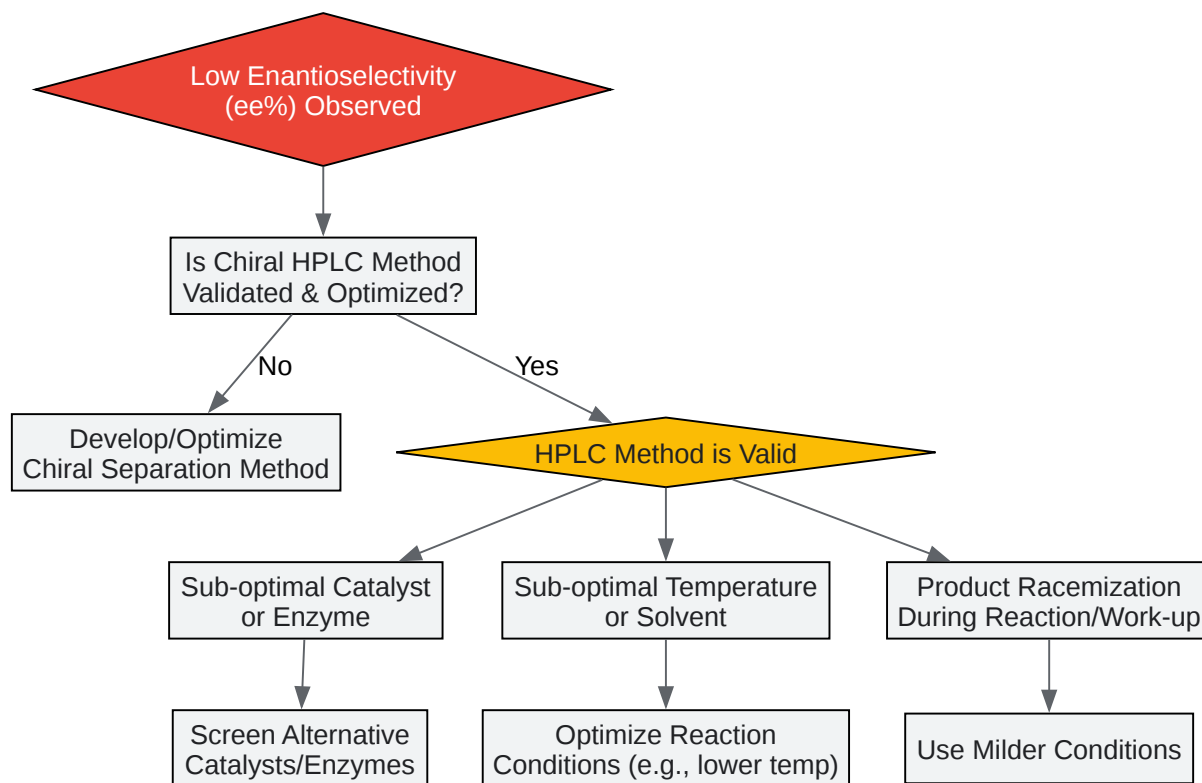 Low Enantioselectivity
(ee%) Observed
Is Chiral HPLC Method
Validated & Optimized?
No
Yes
Develop/Optimize
Chiral Separation Method
HPLC Method is Valid
Sub-optimal Catalyst
or Enzyme
Sub-optimal Temperature
or Solvent
Product Racemization
During Reaction/Work-up
Screen Alternative
Catalysts/Enzymes
Optimize Reaction
Conditions (e.g., lower temp)
Use Milder Conditions